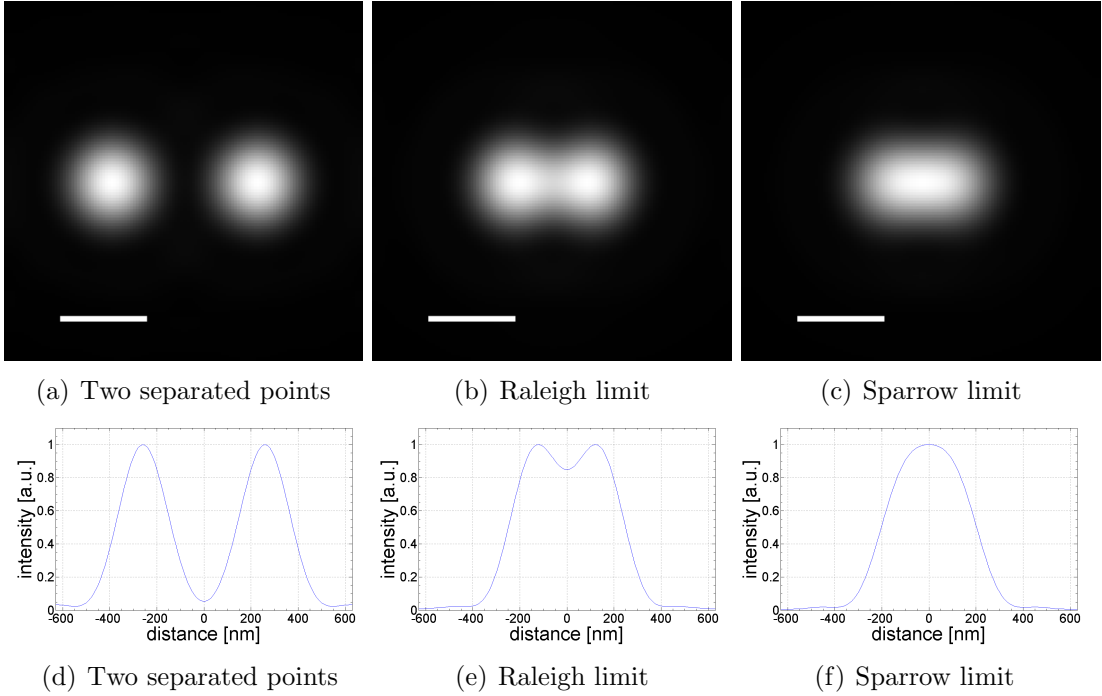 (a) Two separated points
(b) Raleigh limit
(c) Sparrow limit
intensity [a.u.]
1
0.8
0.6
0.4
0.2
0
-600 -400 -200 0 200 400 600
distance [nm]
intensity [a.u.]
1
0.8
0.6
0.4
0.2
0
-600 -400 -200 0 200 400 600
distance [nm]
intensity [a.u.]
1
0.8
0.6
0.4
0.2
0
-600 -400 -200 0 200 400 600
distance [nm]
(d) Two separated points
(e) Raleigh limit
(f) Sparrow limit